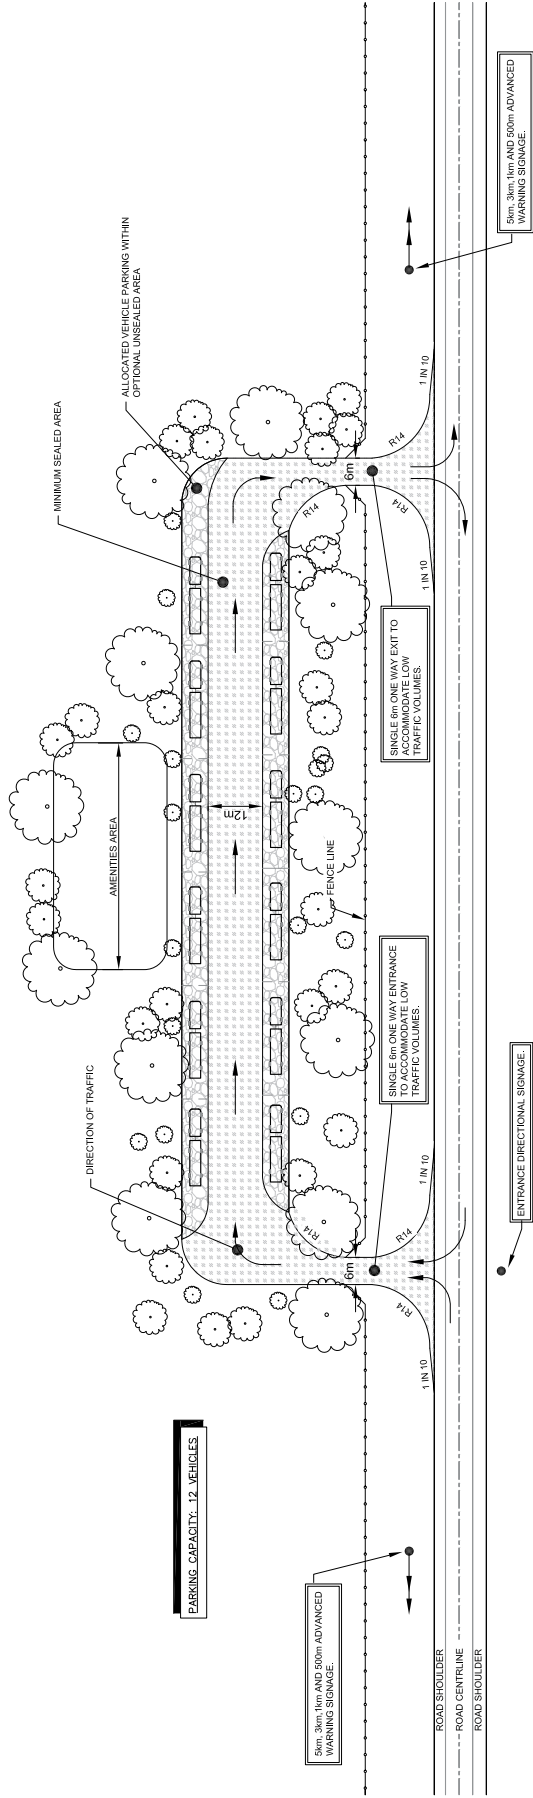 5km, 3km,1km AND 500m ADVANCED
WARNING SIGNAGE.
ALLOCATED VEHICLE PARKING WITHIN
OPTIONAL UNSEALED AREA
MINIMUM SEALED AREA
1 IN 10
R14
6m
R14
R14
1 IN 10
SINGLE 6m ONE WAY EXIT TO
ACCOMMODATE LOW
TRAFFIC VOLUMES.
AMENITIES AREA
12m
FENCE LINE
SINGLE 6m ONE WAY ENTRANCE
TO ACCOMMODATE LOW
TRAFFIC VOLUMES.
DIRECTION OF TRAFFIC
ENTRANCE DIRECTIONAL SIGNAGE.
1 IN 10
R14
R14
6m
R14
1 IN 10
PARKING CAPACITY: 12 VEHICLES
5km, 3km,1km AND 500m ADVANCED
WARNING SIGNAGE.
ROAD SHOULDER
ROAD CENTRLINE
ROAD SHOULDER